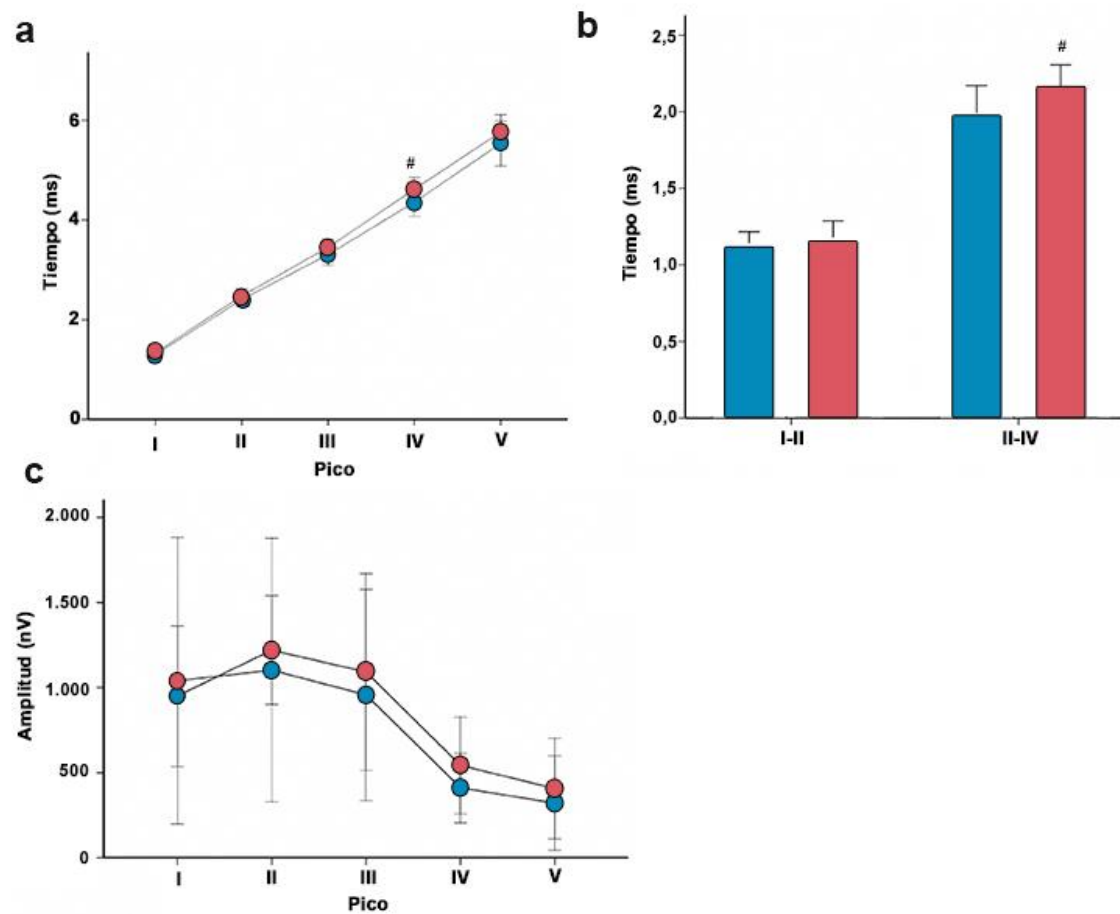 a
Tiempo (ms)
6
4
2
0
#
I II III IV V
Pico
b
Tiempo (ms)
2,5
2,0
1,5
1,0
0,5
0,0
#
I-II II-IV
c
Amplitud (nV)
2.000
1.500
1.000
500
0
I II III IV V
Pico